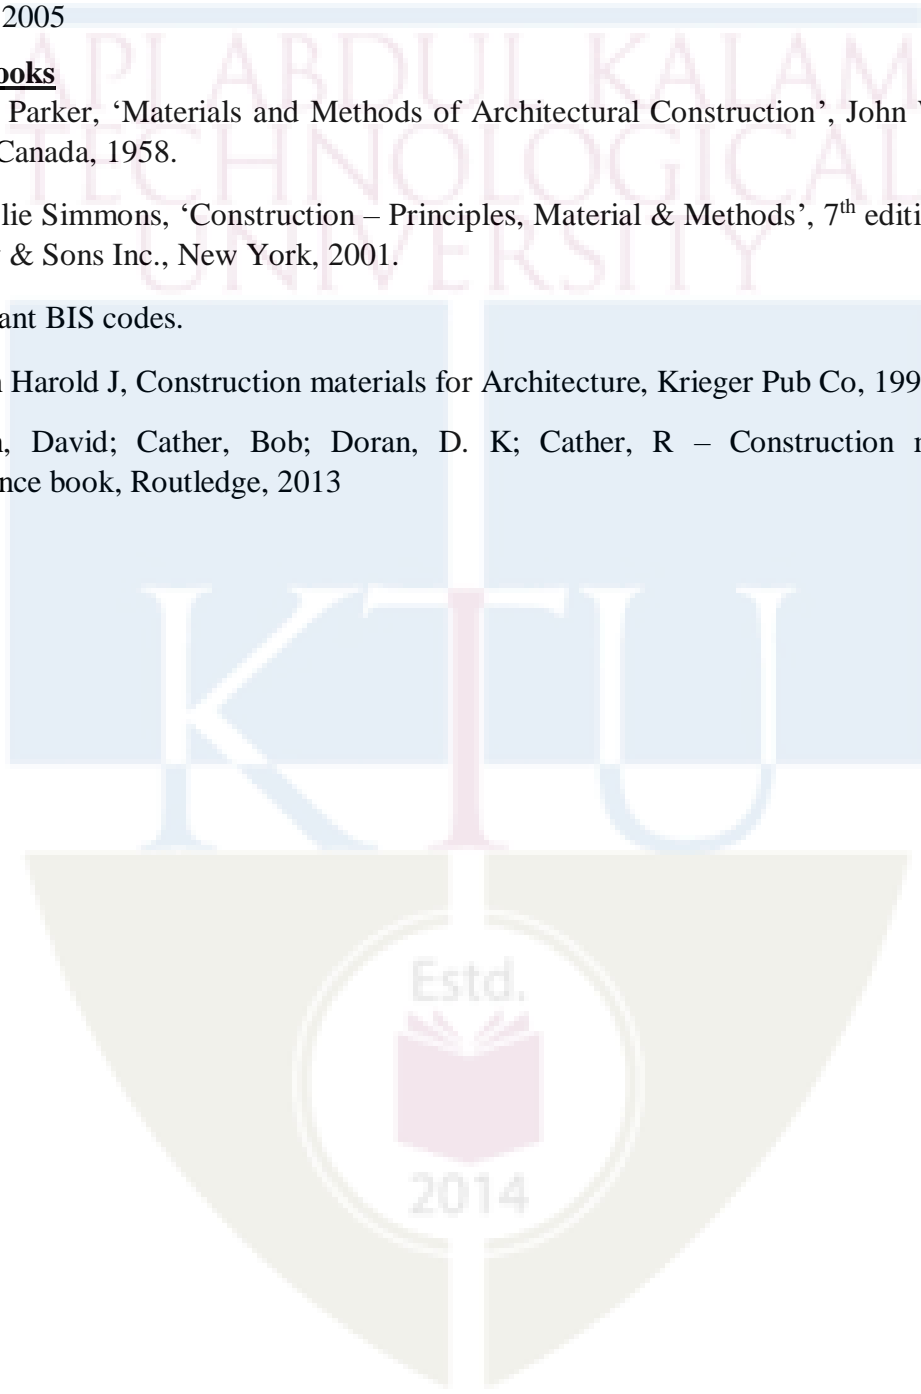 2005
APJ ABDUL KALAM
ooks
Parker, ‘Materials and Methods of Architectural Construction’, John
Canada, 1958.
TECHNOLOGICAL
lie Simmons, ‘Construction – Principles, Material & Methods’, 7th editi
& Sons Inc., New York, 2001.
UNIVERSITY
ant BIS codes.
Harold J, Construction materials for Architecture, Krieger Pub Co, 199
, David; Cather, Bob; Doran, D. K; Cather, R – Construction
nce book, Routledge, 2013
KTU
Estd.
2014